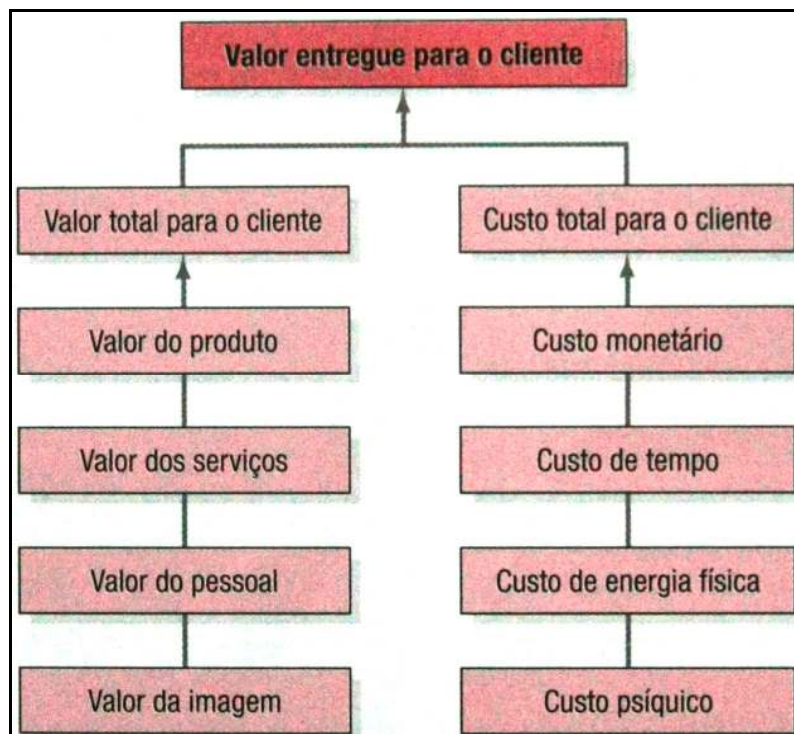 Valor entregue para o cliente
Valor total para o cliente
Custo total para o cliente
Valor do produto
Custo monetário
Valor dos serviços
Custo de tempo
Valor do pessoal
Custo de energia física
Valor da imagem
Custo psíquico